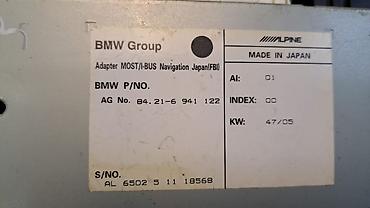 BMW Group
Adapter MOST/I-BUS Navigation Japan(FBI)
BMW P/NO.
AG No. 84.21-6 941 122
S/NO.
AL 6502 5 11 18568
ALPINE
MADE IN JAPAN
AI: 01
INDEX: 00
KW: 47/05